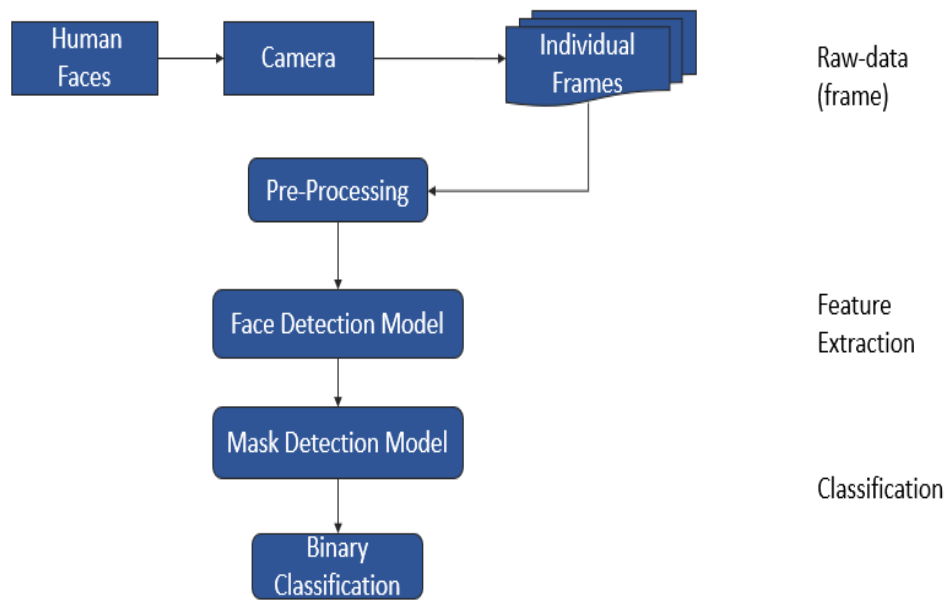 Human
Faces
Camera
Individual
Frames
Raw-data
(frame)
Pre-Processing
Face Detection Model
Feature
Extraction
Mask Detection Model
Classification
Binary
Classification